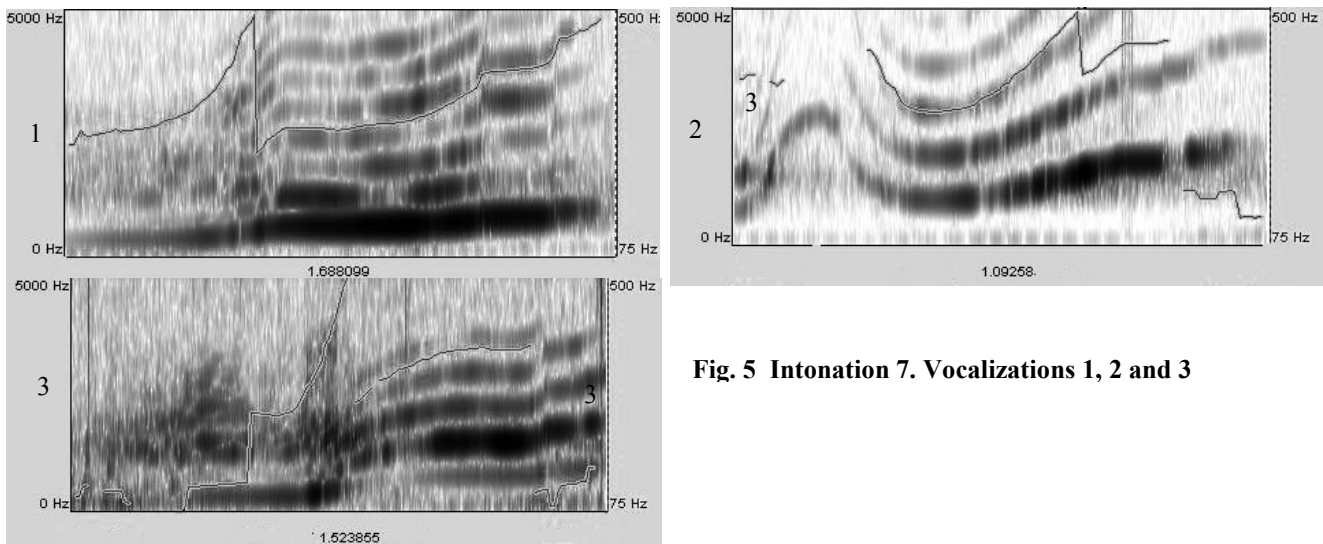 5000 Hz
500 Hz
1
0 Hz
75 Hz
1.688099
5000 Hz
500 Hz
3
2
0 Hz
75 Hz
1.09258.
5000 Hz
500 Hz
3
3
0 Hz
75 Hz
1.523855
Fig. 5 Intonation 7. Vocalizations 1, 2 and 3